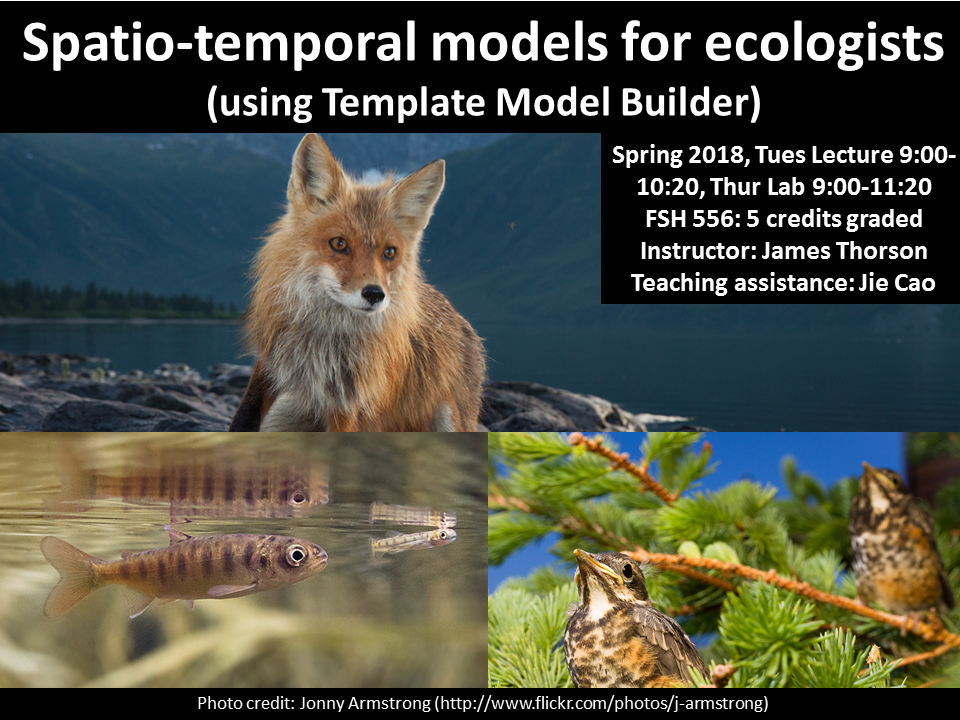 Spatio-temporal models for ecologists
(using Template Model Builder)
Spring 2018, Tues Lecture 9:00-
10:20, Thur Lab 9:00-11:20
FSH 556: 5 credits graded
Instructor: James Thorson
Teaching assistance: Jie Cao
Photo credit: Jonny Armstrong (http://www.flickr.com/photos/j-armstrong)